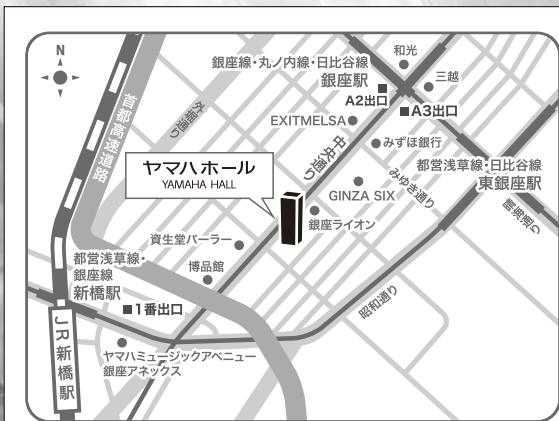 N
銀座線・丸ノ内線・日比谷線
銀座駅
和光
三越
A2出口
A3出口
EXITMELSA
みずほ銀行
首都高速道路
外堀通り
中央通り
都営浅草線・日比谷線
東銀座駅
ヤマハホール
YAMAHA HALL
みゆき通り
GINZA SIX
晴海通り
銀座ライオン
資生堂パーラー
都営浅草線・
銀座線
新橋駅
博品館
昭和通り
1番出口
JR新橋駅
ヤマハミュージックアベニュー
銀座アネックス